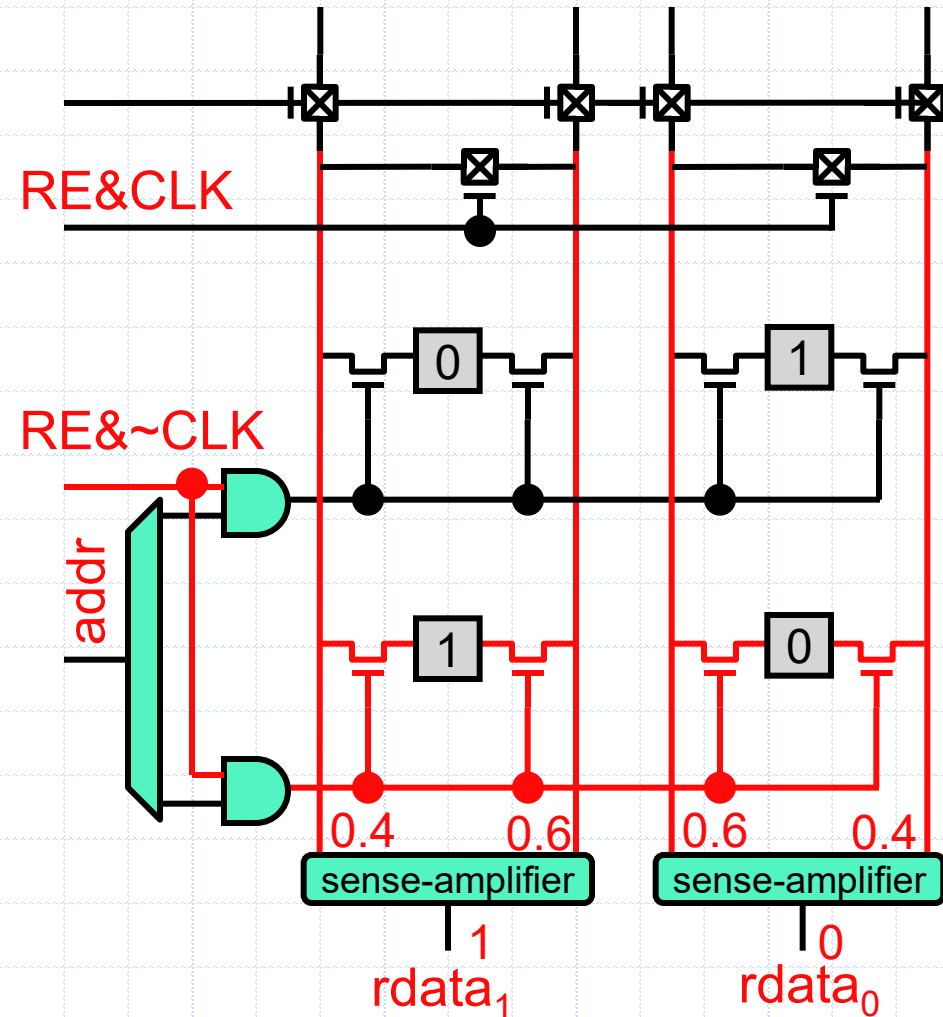 RE&CLK
0
1
RE&~CLK
addr
1
0
0.4
0.6
0.6
0.4
sense-amplifier
sense-amplifier
1
0
rdata₁
rdata₀